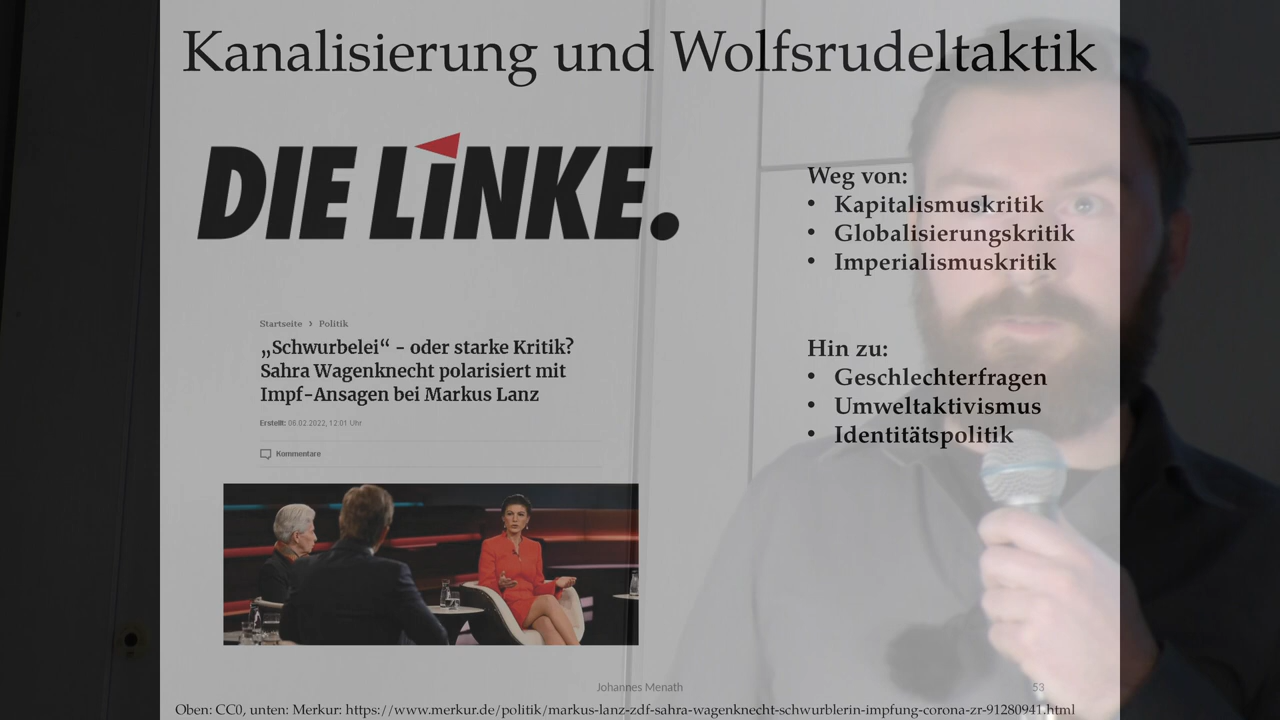 Kanalisierung und Wolfsrudeltaktik
DIE LINKE.
Startseite › Politik
„Schwurbelei“ – oder starke Kritik?
Sahra Wagenknecht polarisiert mit
Impf-Ansagen bei Markus Lanz
Erstellt: 08.02.2022, 12.01 Uhr
Kommentare
Weg von:
• Kapitalismuskritik
• Globalisierungskritik
• Imperialismuskritik
Hin zu:
• Geschlechterfragen
• Umweltaktivismus
• Identitätspolitik
Johannes Menath
53
Oben: CC0, unten: Merkur: https://www.merkur.de/politik/markus-lanz-zdf-sahra-wagenknecht-schwurblerin-impfung-corona-zr-91280941.html